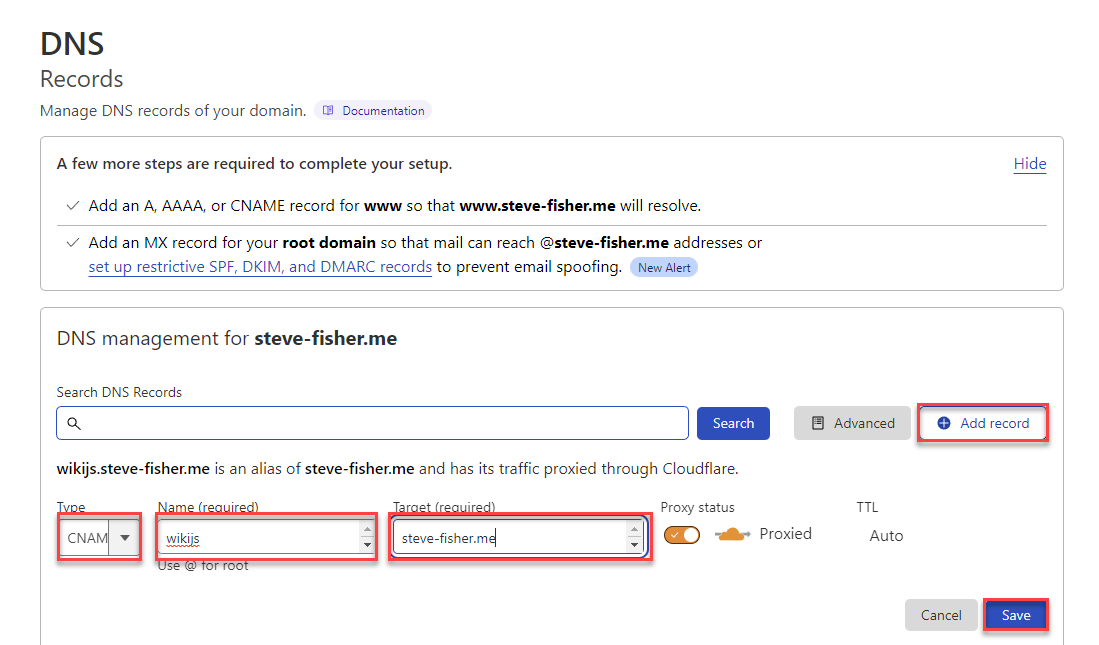 DNS
Records
Manage DNS records of your domain. Documentation
A few more steps are required to complete your setup. Hide
Add an A, AAAA, or CNAME record for www so that www.steve-fisher.me will resolve.
Add an MX record for your root domain so that mail can reach @steve-fisher.me addresses or
set up restrictive SPF, DKIM, and DMARC records to prevent email spoofing. New Alert
DNS management for steve-fisher.me
Search DNS Records
Search Advanced Add record
wikijs.steve-fisher.me is an alias of steve-fisher.me and has its traffic proxied through Cloudflare.
Type Name (required) Target (required) Proxy status TTL
CNAM wikijs steve-fisher.me Proxied Auto
Use @ for root
Cancel Save